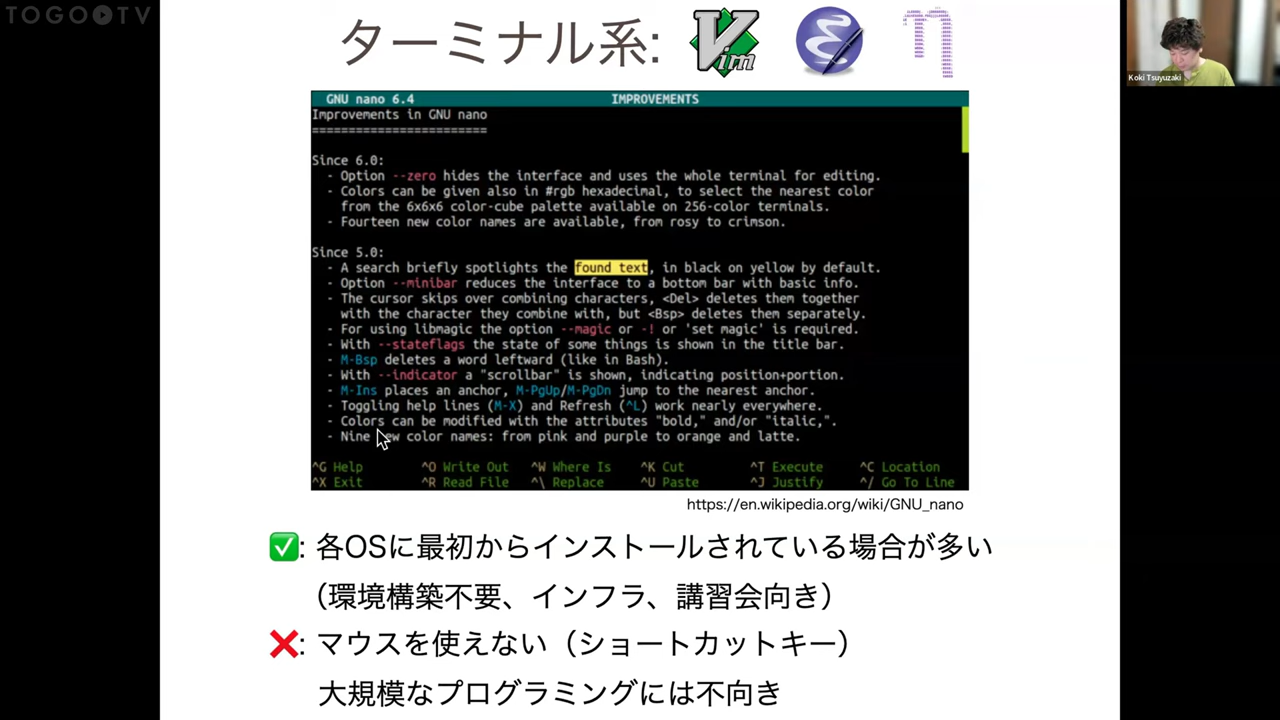 TOGO TV
ターミナル系:
Vim
Koki Tsuyuzaki
GNU nano 6.4 IMPROVEMENTS
Improvements in GNU nano
========================
Since 6.0:
- Option --zero hides the interface and uses the whole terminal for editing.
- Colors can be given also in #rgb hexadecimal, to select the nearest color
from the 6x6x6 color-cube palette available on 256-color terminals.
- Fourteen new color names are available, from rosy to crimson.
Since 5.0:
- A search briefly spotlights the found text, in black on yellow by default.
- Option --minibar reduces the interface to a bottom bar with basic info.
- The cursor skips over combining characters, <Del> deletes them together
with the character they combine with, but <Bsp> deletes them separately.
- For using libmagic the option --magic or -! or 'set magic' is required.
- With --stateflags the state of some things is shown in the title bar.
- M-Bsp deletes a word leftward (like in Bash).
- With --indicator a "scrollbar" is shown, indicating position+portion.
- M-Ins places an anchor, M-PgUp/M-PgDn jump to the nearest anchor.
- Toggling help lines (M-X) and Refresh (^L) work nearly everywhere.
- Colors can be modified with the attributes "bold," and/or "italic,".
- Nine new color names: from pink and purple to orange and latte.
^G Help ^O Write Out ^W Where Is ^K Cut ^T Execute ^C Location
^X Exit ^R Read File ^\ Replace ^U Paste ^J Justify ^/ Go To Line
https://en.wikipedia.org/wiki/GNU_nano
✅: 各OSに最初からインストールされている場合が多い
（環境構築不要、インフラ、講習会向き）
❌: マウスを使えない（ショートカットキー）
大規模なプログラミングには不向き